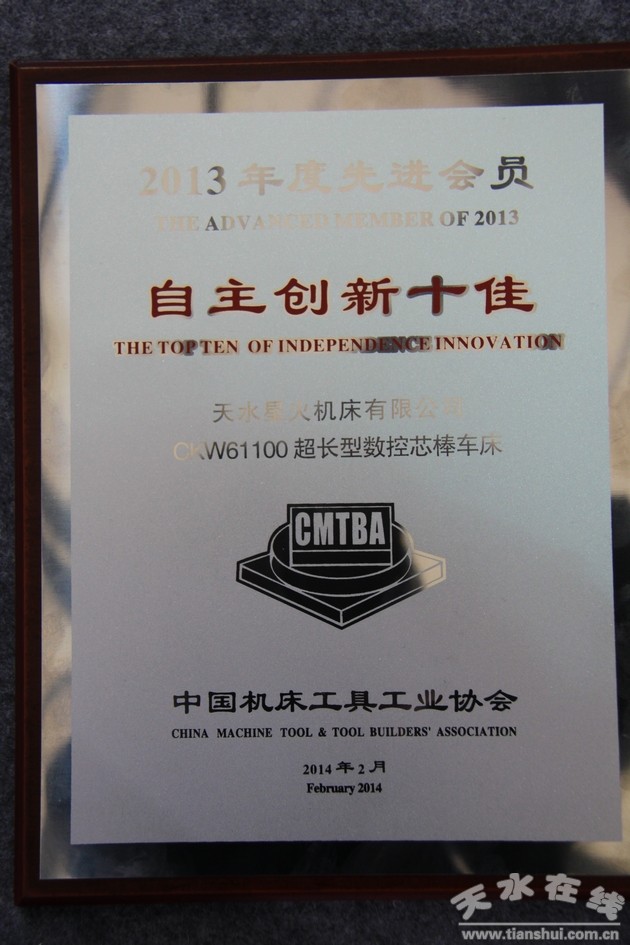 2013年度先进会员
THE ADVANCED MEMBER OF 2013
自主创新十佳
THE TOP TEN OF INDEPENDENCE INNOVATION
天水星火机床有限公司
CKW61100 超长型数控芯棒车床
CMTBA
中国机床工具工业协会
CHINA MACHINE TOOL & TOOL BUILDERS' ASSOCIATION
2014年2月
February 2014
天水在线
www.tianshui.com.cn